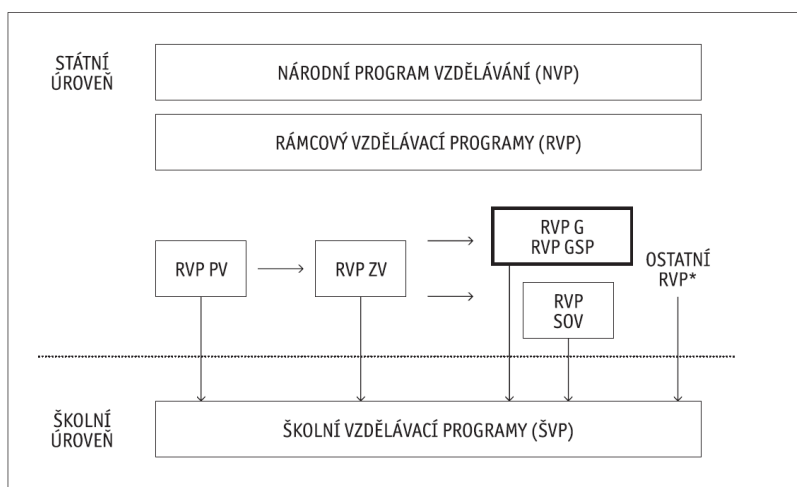 STÁTNÍ
ÚROVEŇ
NÁRODNÍ PROGRAM VZDĚLÁVÁNÍ (NVP)
RÁMCOVÝ VZDĚLÁVACÍ PROGRAMY (RVP)
RVP PV
RVP ZV
RVP G
RVP GSP
RVP
SOV
OSTATNÍ
RVP*
ŠKOLNÍ
ÚROVEŇ
ŠKOLNÍ VZDĚLÁVACÍ PROGRAMY (ŠVP)